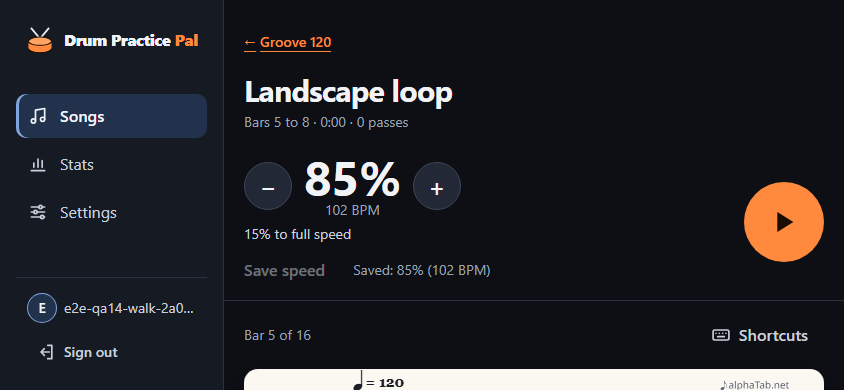 Drum Practice Pal
Songs
Stats
Settings
E
e2e-qa14-walk-2a0...
Sign out
← Groove 120
Landscape loop
Bars 5 to 8 · 0:00 · 0 passes
− 85% +
102 BPM
15% to full speed
Save speed Saved: 85% (102 BPM)
Bar 5 of 16 Shortcuts
= 120
alphaTab.net